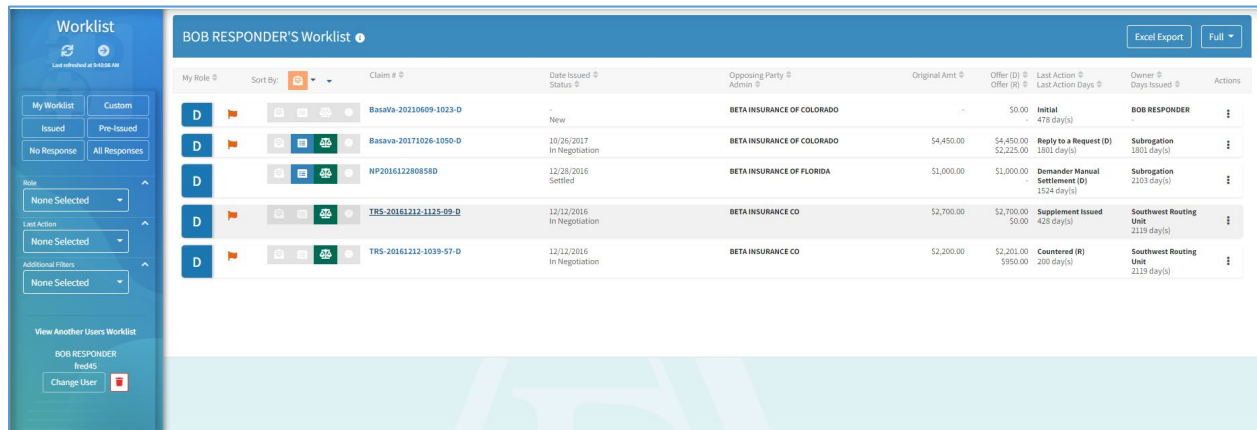 Worklist
Last refreshed at 9:40:58 AM
My Worklist Custom
Issued Pre-Issued
No Response All Responses
Role
None Selected
Last Action
None Selected
Additional Filters
None Selected
View Another Users Worklist
BOB RESPONDER
fred45
Change User
BOB RESPONDER'S Worklist
Excel Export Full
My Role Sort By: Claim # Date Issued Opposing Party Original Amt Offer (D) Last Action Owner Actions
Status Admin Offer (R) Last Action Days Days Issued
D BasaVa-20210609-1023-D - BETA INSURANCE OF COLORADO - $0.00 Initial BOB RESPONDER
New - 478 day(s) -
D Basava-20171026-1050-D 10/26/2017 BETA INSURANCE OF COLORADO $4,450.00 $4,450.00 Reply to a Request (D) Subrogation
In Negotiation $2,225.00 1801 day(s) 1801 day(s)
D NP201612280858D 12/28/2016 BETA INSURANCE OF FLORIDA $1,000.00 $1,000.00 Demander Manual Subrogation
Settled - Settlement (D) 2103 day(s)
1524 day(s)
D TRS-20161212-1125-09-D 12/12/2016 BETA INSURANCE CO $2,700.00 $2,700.00 Supplement Issued Southwest Routing
In Negotiation $0.00 428 day(s) Unit
2119 day(s)
D TRS-20161212-1039-57-D 12/12/2016 BETA INSURANCE CO $2,200.00 $2,201.00 Countered (R) Southwest Routing
In Negotiation $950.00 200 day(s) Unit
2119 day(s)